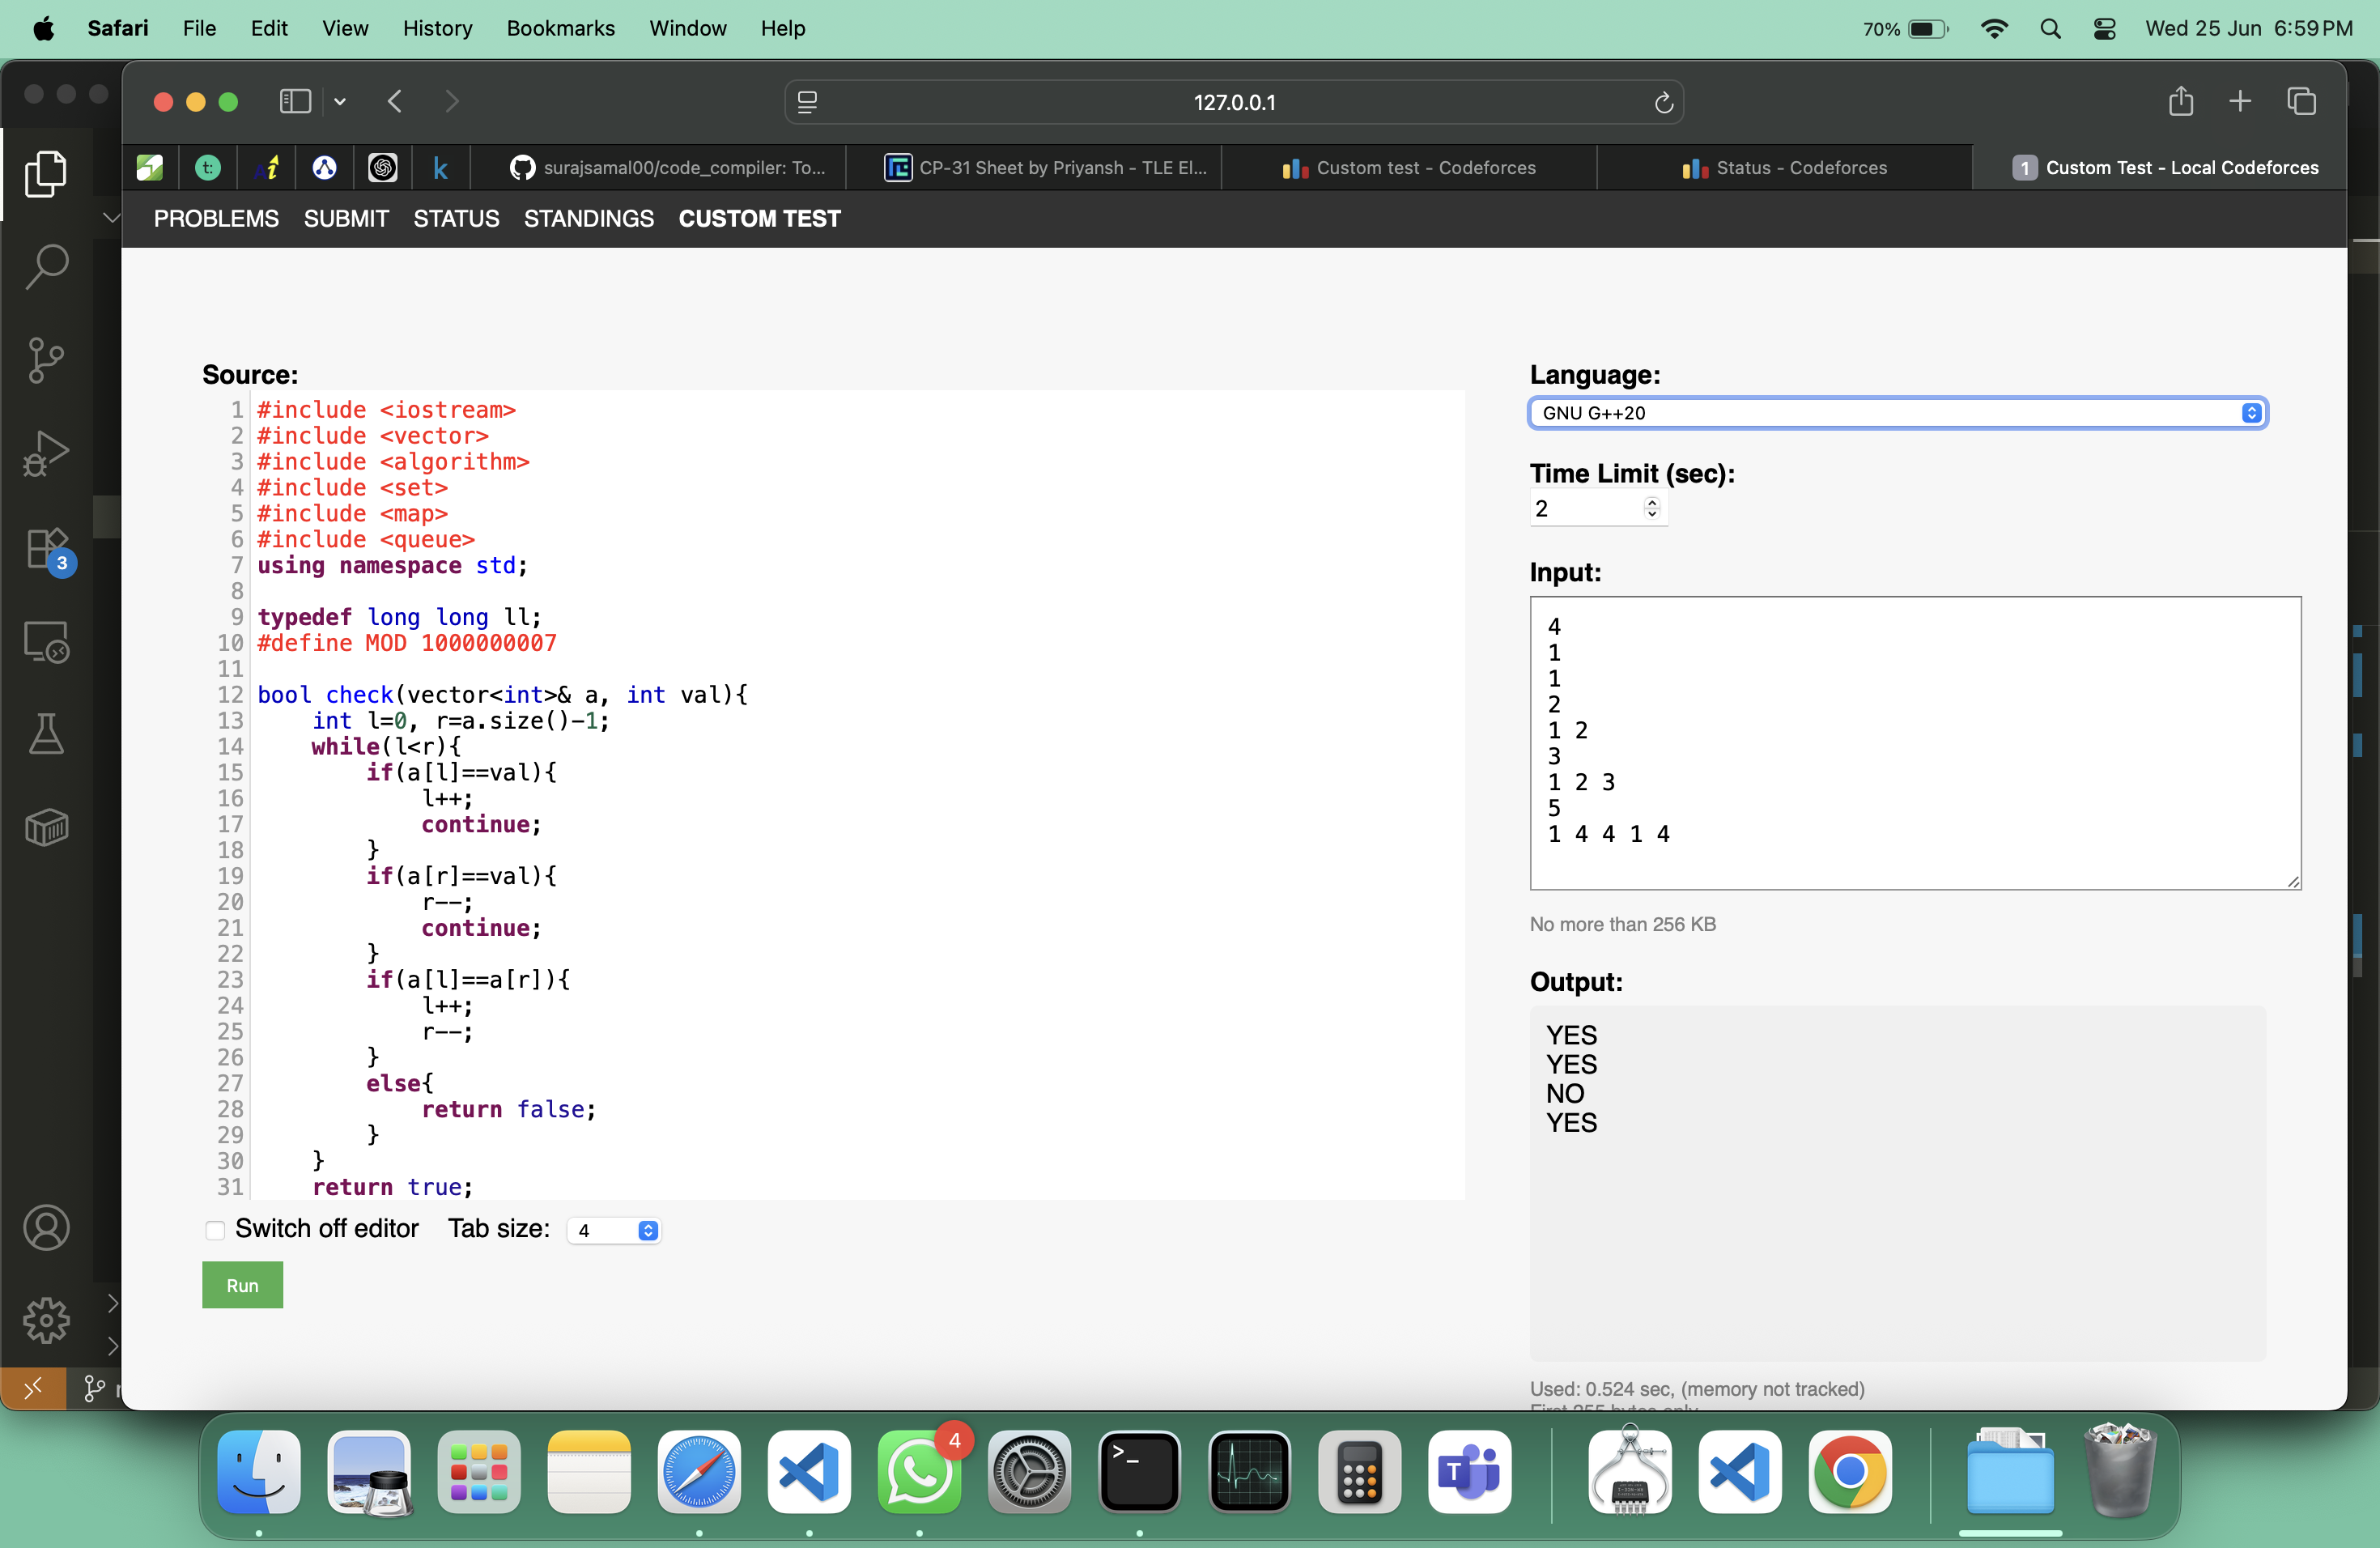 Safari File Edit View History Bookmarks Window Help 70% Wed 25 Jun 6:59 PM
127.0.0.1
t: k surajsamal00/code_compiler: To... CP-31 Sheet by Priyansh - TLE El... Custom test - Codeforces Status - Codeforces 1 Custom Test - Local Codeforces
PROBLEMS SUBMIT STATUS STANDINGS CUSTOM TEST
Source:
1 #include <iostream>
2 #include <vector>
3 #include <algorithm>
4 #include <set>
5 #include <map>
6 #include <queue>
7 using namespace std;
8
9 typedef long long ll;
10 #define MOD 1000000007
11
12 bool check(vector<int>& a, int val){
13     int l=0, r=a.size()-1;
14     while(l<r){
15         if(a[l]==val){
16             l++;
17             continue;
18         }
19         if(a[r]==val){
20             r--;
21             continue;
22         }
23         if(a[l]==a[r]){
24             l++;
25             r--;
26         }
27         else{
28             return false;
29         }
30     }
31     return true;
Switch off editor Tab size: 4
Run
Language:
GNU G++20
Time Limit (sec):
2
Input:
4
1
1
2
1 2
3
1 2 3
5
1 4 4 1 4
No more than 256 KB
Output:
YES
YES
NO
YES
Used: 0.524 sec, (memory not tracked)
First 255 bytes only
3
4